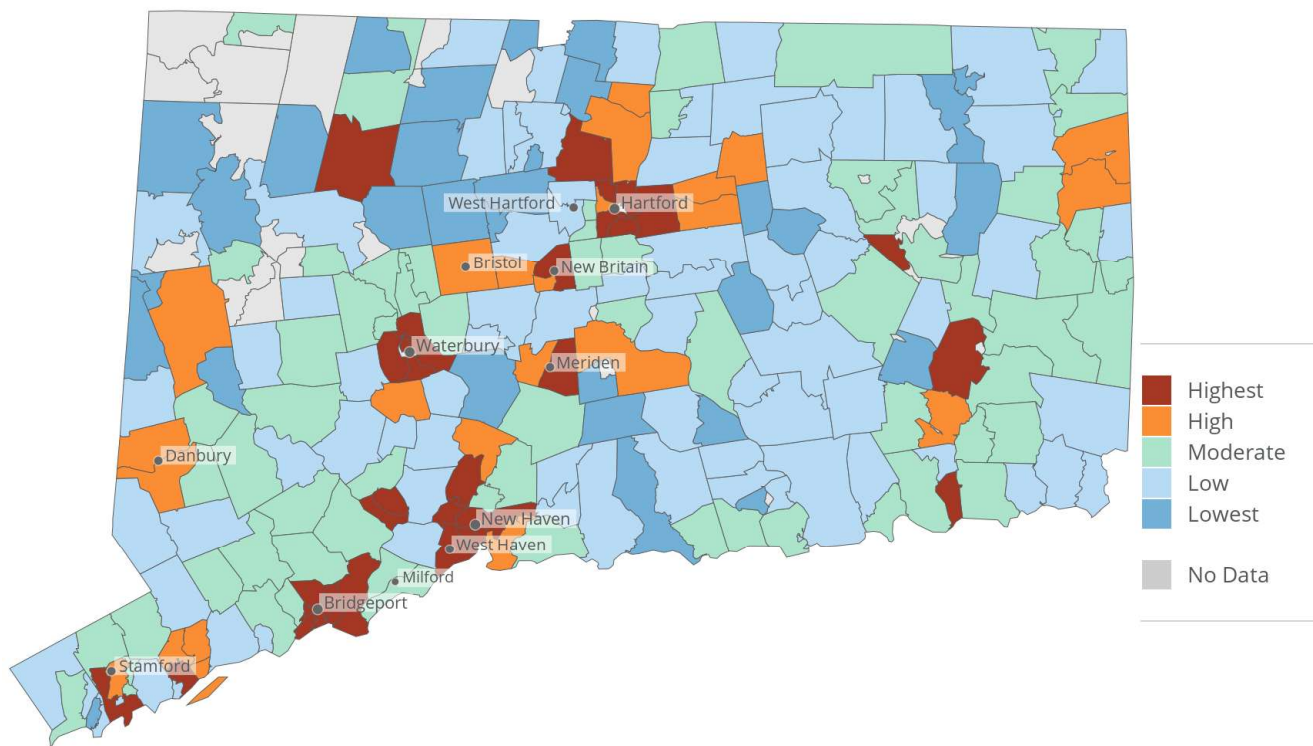 West Hartford
Hartford
Bristol
New Britain
Waterbury
Meriden
Danbury
New Haven
West Haven
Milford
Bridgeport
Stamford
Highest
High
Moderate
Low
Lowest
No Data